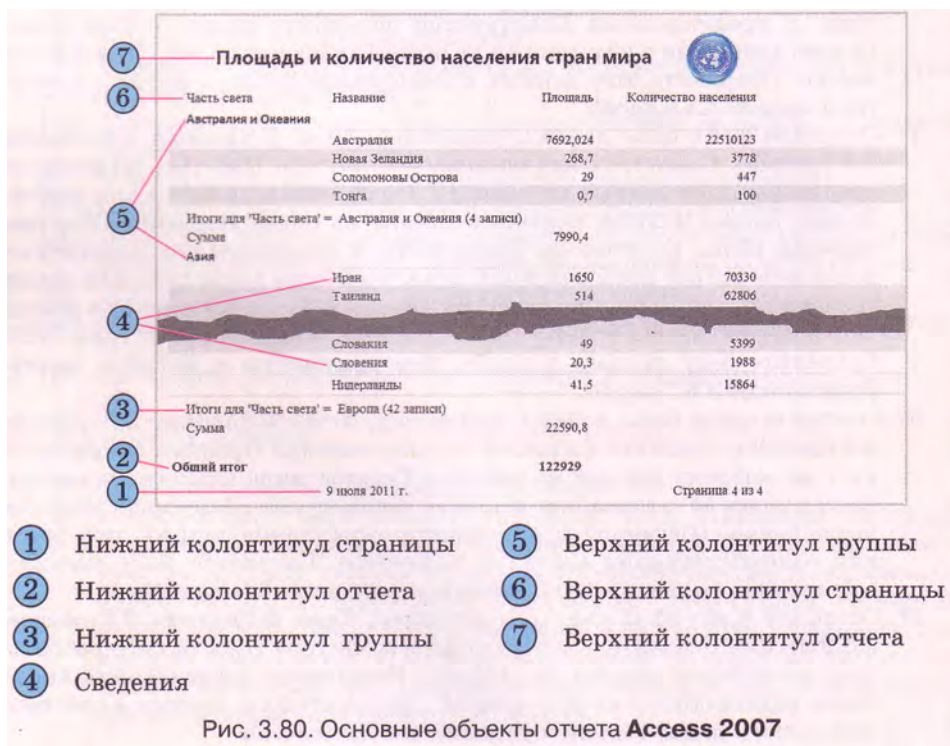 7 Площадь и количество населения стран мира
6 Часть света Название Площадь Количество населения
Австралия и Океания
Австралия 7692,024 22510123
Новая Зеландия 268,7 3778
Соломоновы Острова 29 447
Тонга 0,7 100
5 Итоги для 'Часть света' = Австралия и Океания (4 записи)
Сумма 7990,4
Азия
Иран 1650 70330
Таиланд 514 62806
4
Словакия 49 5399
Словения 20,3 1988
Нидерланды 41,5 15864
3 Итоги для 'Часть света' = Европа (42 записи)
Сумма 22590,8
2 Общий итог 122929
1 9 июля 2011 г. Страница 4 из 4
1 Нижний колонтитул страницы
2 Нижний колонтитул отчета
3 Нижний колонтитул группы
4 Сведения
5 Верхний колонтитул группы
6 Верхний колонтитул страницы
7 Верхний колонтитул отчета
Рис. 3.80. Основные объекты отчета Access 2007